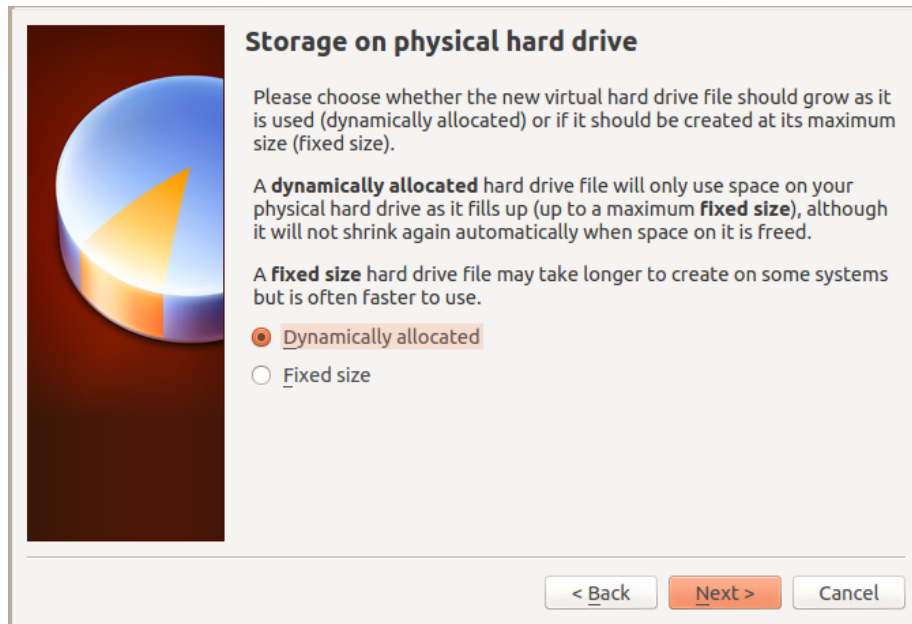 Storage on physical hard drive
Please choose whether the new virtual hard drive file should grow as it
is used (dynamically allocated) or if it should be created at its maximum
size (fixed size).
A dynamically allocated hard drive file will only use space on your
physical hard drive as it fills up (up to a maximum fixed size), although
it will not shrink again automatically when space on it is freed.
A fixed size hard drive file may take longer to create on some systems
but is often faster to use.
Dynamically allocated
Fixed size
< Back Next > Cancel